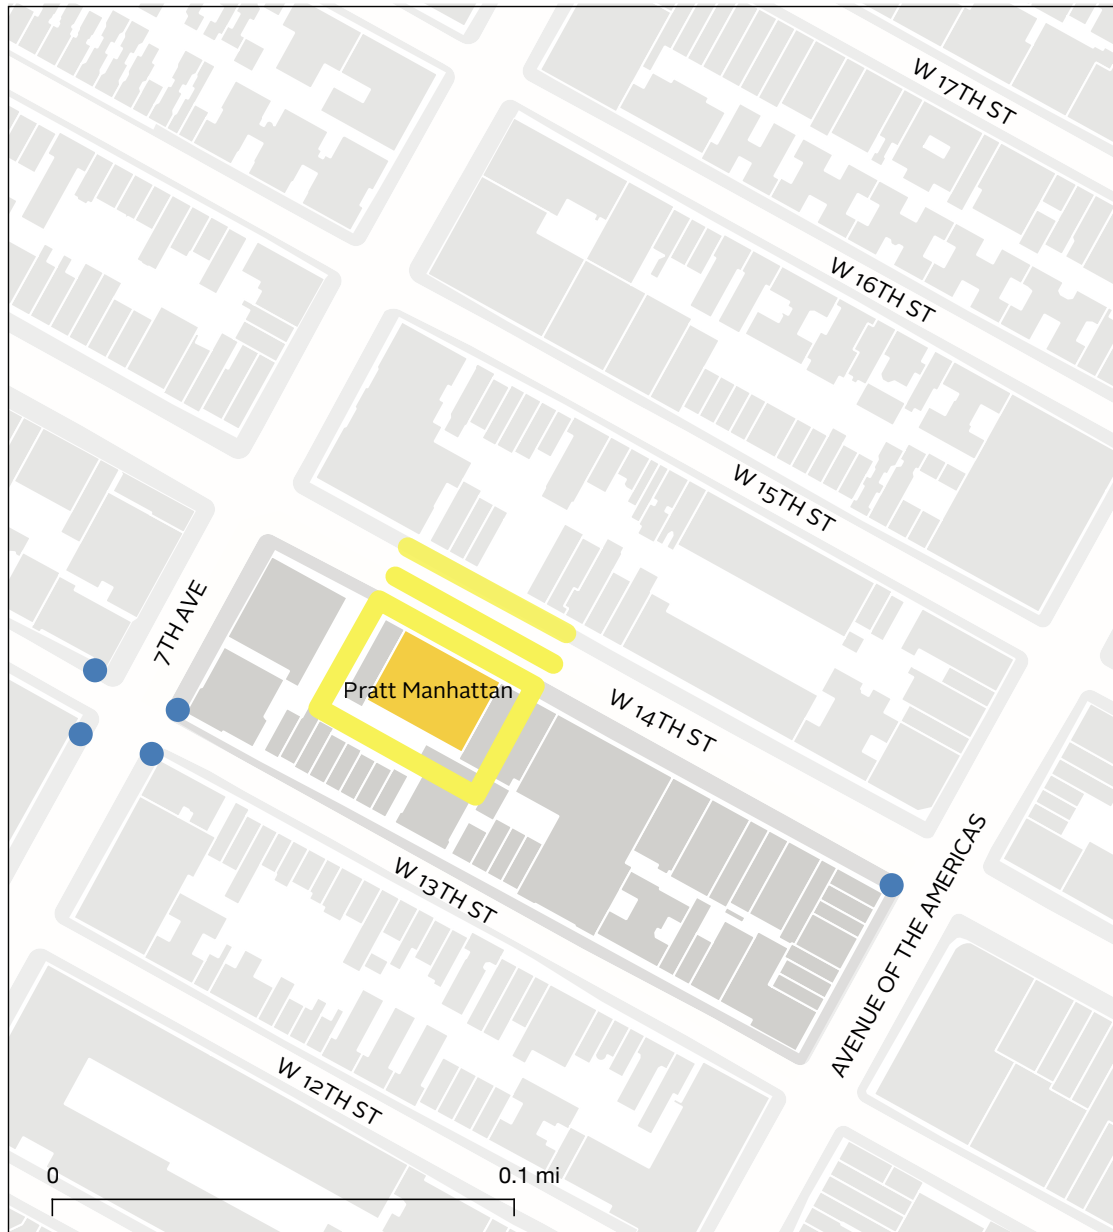 W 17TH ST
W 16TH ST
W 15TH ST
7TH AVE
Pratt Manhattan
W 14TH ST
W 13TH ST
AVENUE OF THE AMERICAS
W 12TH ST
0
0.1 mi